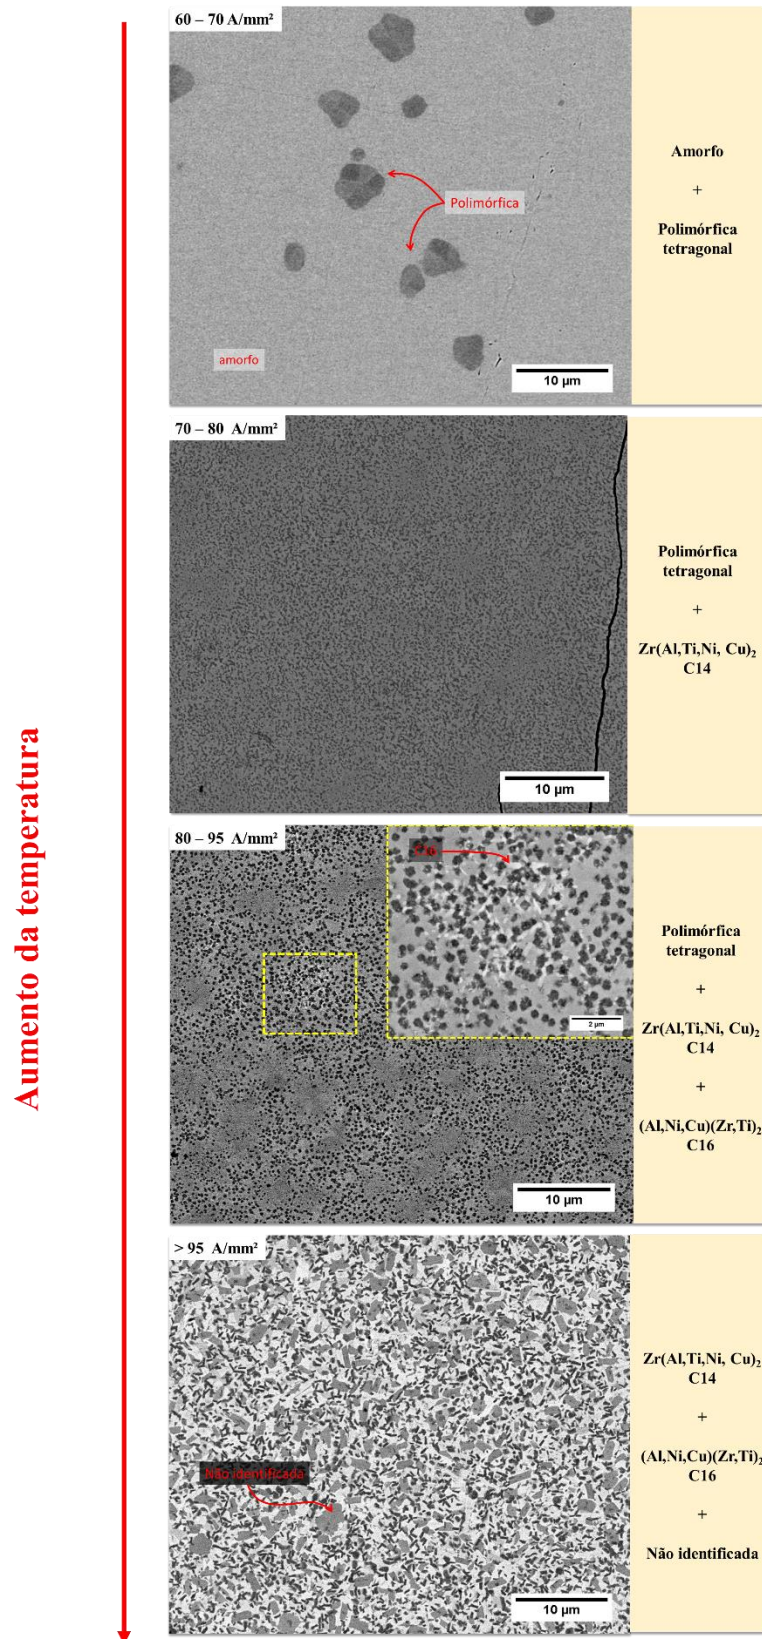 Aumento da temperatura
60 – 70 A/mm²
Polimórfica
amorfo
10 µm
Amorfo
+
Polimórfica
tetragonal
70 – 80 A/mm²
10 µm
Polimórfica
tetragonal
+
Zr(Al,Ti,Ni, Cu)₂
C14
80 – 95 A/mm²
C16
2 µm
10 µm
Polimórfica
tetragonal
+
Zr(Al,Ti,Ni, Cu)₂
C14
+
(Al,Ni,Cu)(Zr,Ti)₂
C16
> 95 A/mm²
Não identificada
10 µm
Zr(Al,Ti,Ni, Cu)₂
C14
+
(Al,Ni,Cu)(Zr,Ti)₂
C16
+
Não identificada